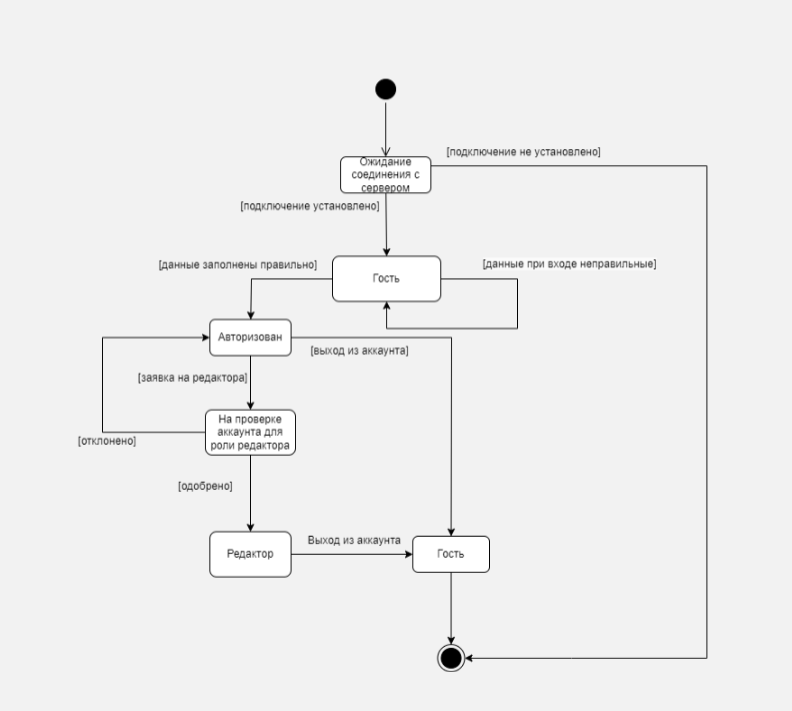 [подключение не установлено]
Ожидание
соединения с
сервером
[подключение установлено]
[данные заполнены правильно]
[данные при входе неправильные]
Гость
Авторизован
[выход из аккаунта]
[заявка на редактора]
На проверке
аккаунта для
роли редактора
[отклонено]
[одобрено]
Редактор
Выход из аккаунта
Гость